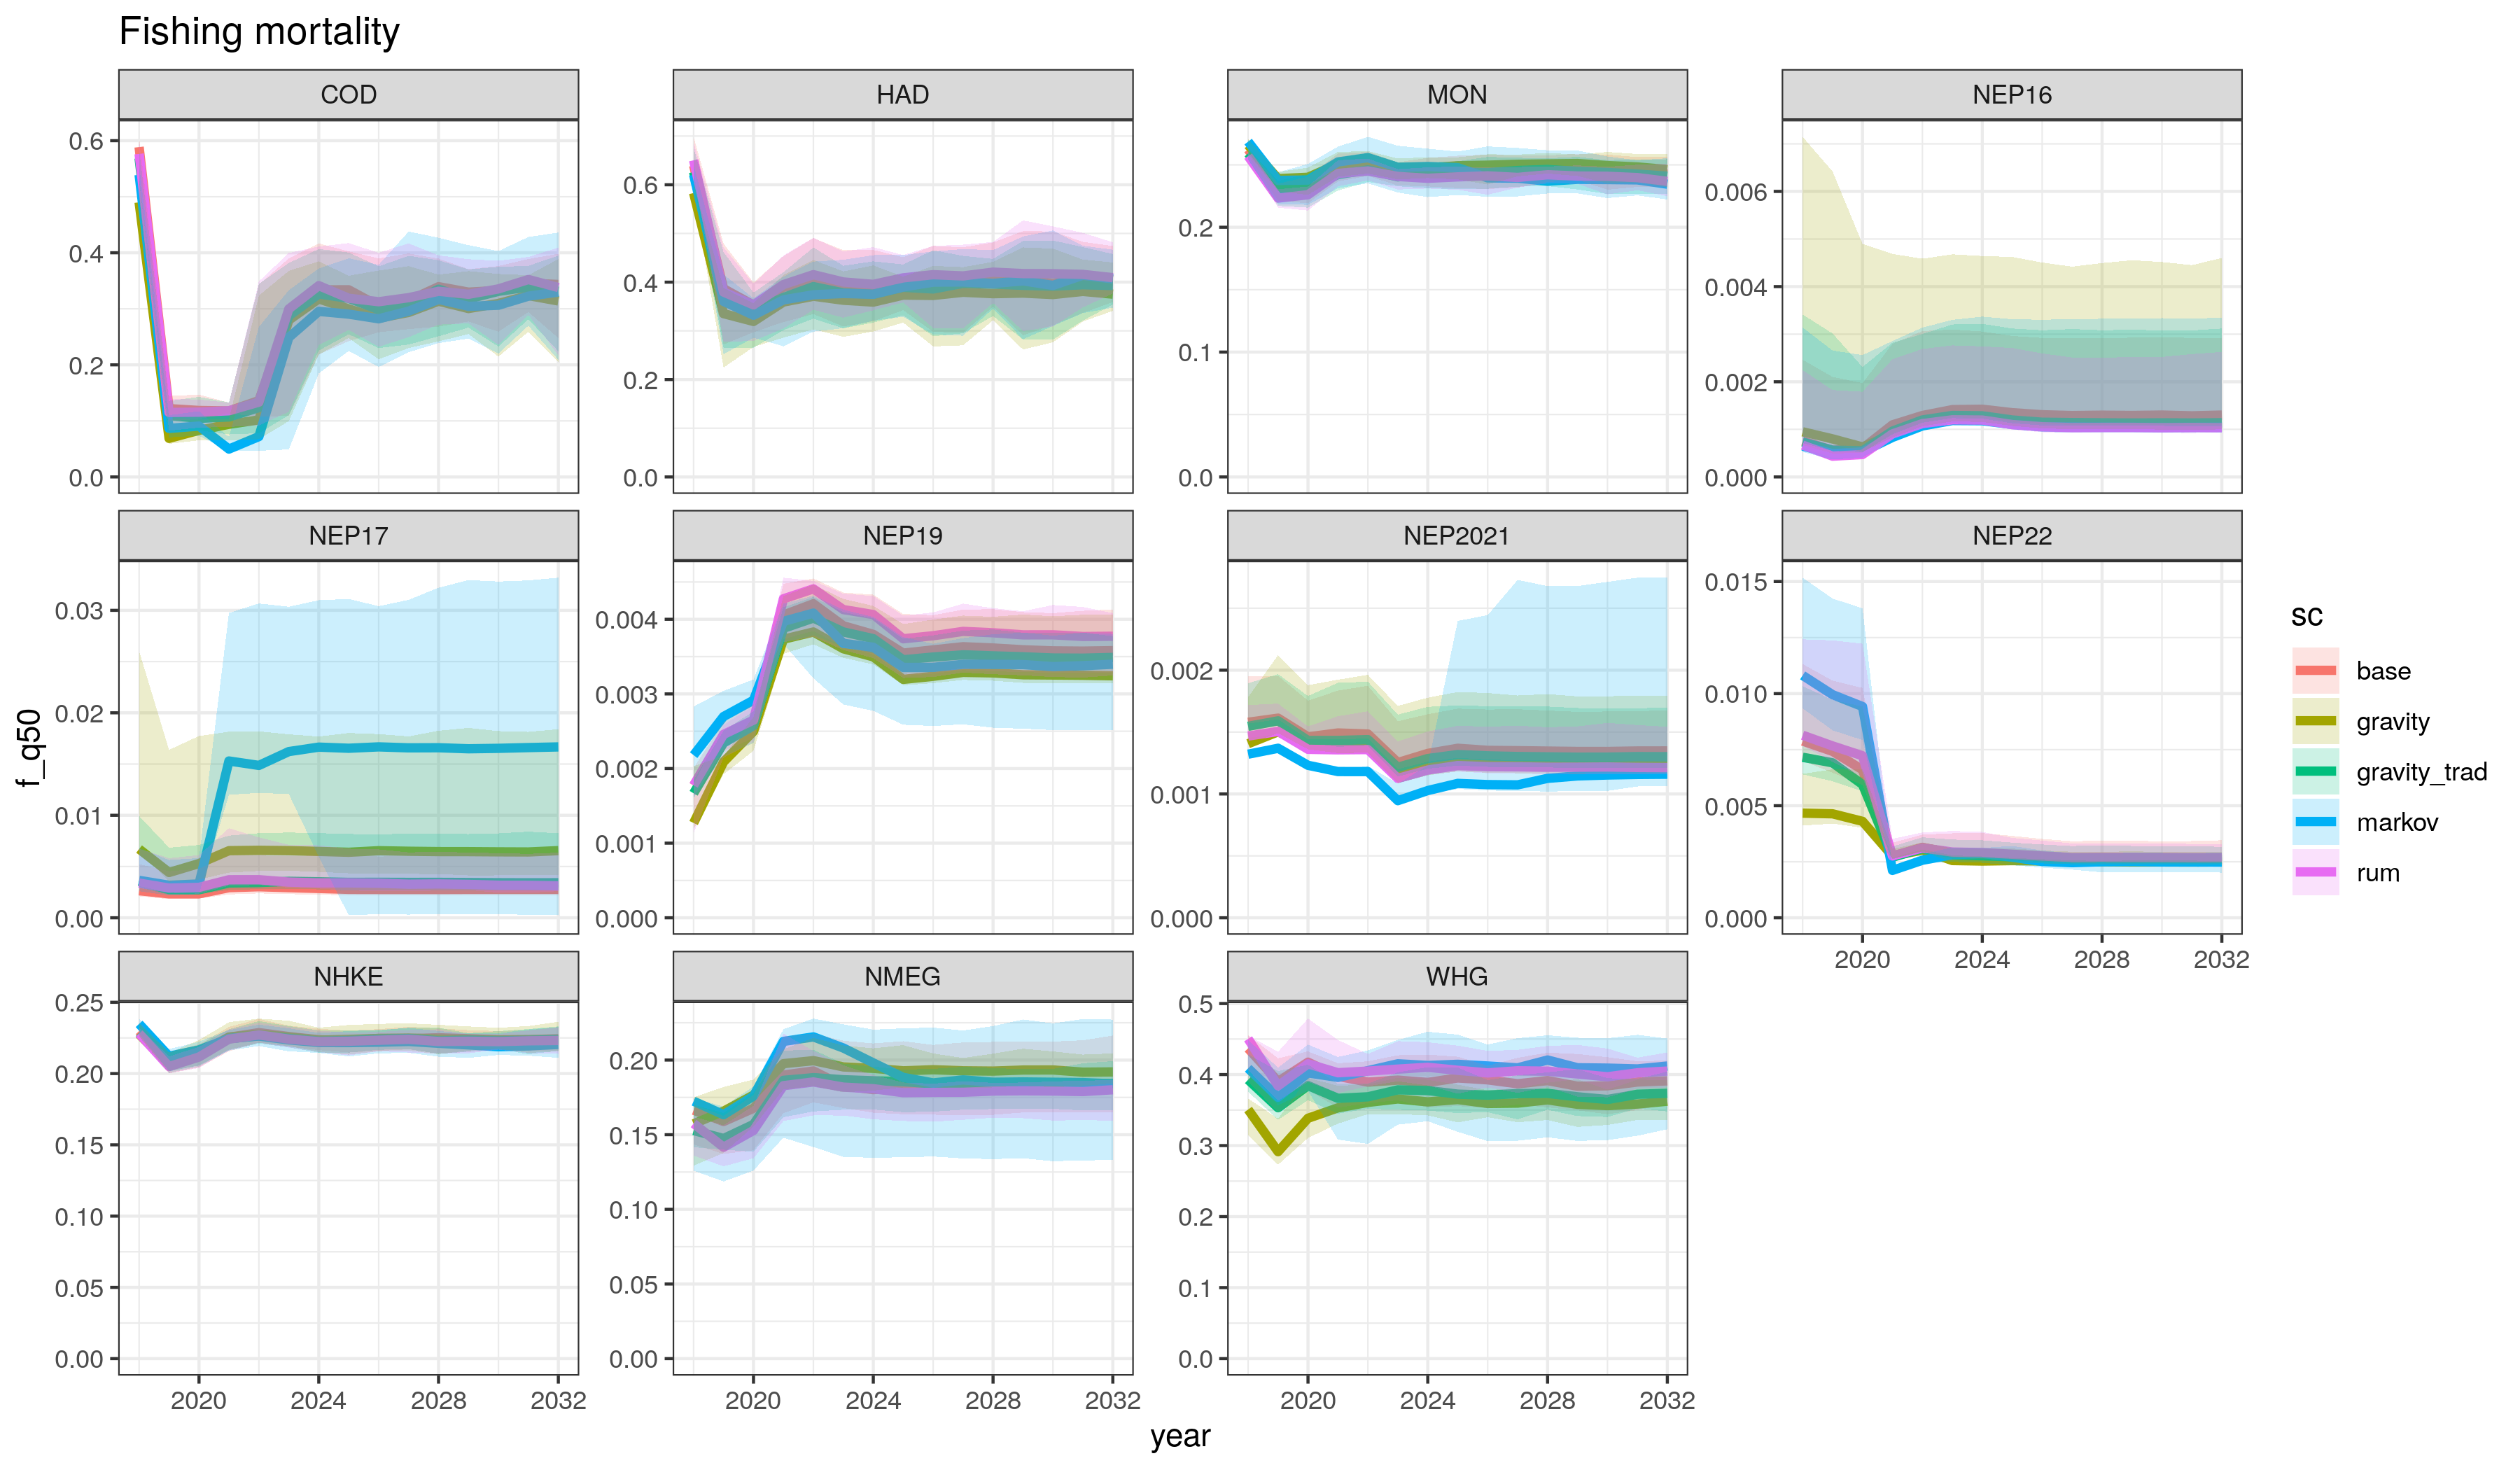 Fishing mortality
COD
HAD
MON
NEP16
0.6
0.4
0.2
0.0
0.6
0.4
0.2
0.0
0.2
0.1
0.0
0.006
0.004
0.002
0.000
NEP17
NEP19
NEP2021
NEP22
0.03
0.02
0.01
0.00
0.004
0.003
0.002
0.001
0.000
0.002
0.001
0.000
0.015
0.010
0.005
0.000
2020 2024 2028 2032
NHKE
NMEG
WHG
0.25
0.20
0.15
0.10
0.05
0.00
0.20
0.15
0.10
0.05
0.00
0.5
0.4
0.3
0.2
0.1
0.0
2020 2024 2028 2032
2020 2024 2028 2032
2020 2024 2028 2032
year
f_q50
sc
base
gravity
gravity_trad
markov
rum